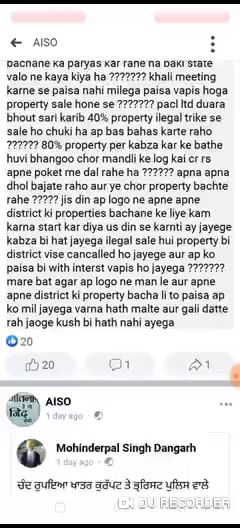 AISO
bachane ka paryas kar rahe ha baki state
valo ne kaya kiya ha ??????? khali meeting
karne se paisa nahi milega paisa vapis hoga
property sale hone se ??????? pacl ltd duara
bhout sari karib 40% property ilegal trike se
sale ho chuki ha ap bas bahas karte raho
?????? 80% property per kabza kar ke bathe
huvi bhangoo chor mandli ke log kai cr rs
apne poket me dal rahe ha ?????? apna apna
dhol bajate raho aur ye chor property bachte
rahe ????? jis din ap logo ne apne apne
district ki properties bachane ke liye kam
karna start kar diya us din se karnti ay jayege
kabza bi hat jayega ilegal sale hui property bi
district vise cancalled ho jayege aur ap ko
paisa bi with interst vapis ho jayega ???????
mare bat agar ap logo ne man le aur apne
apne district ki property bacha li to paisa ap
ko mil jayega varna hath malte aur gali datte
rah jaoge kush bi hath nahi ayega
20
20
1
1
AISO
1 day ago
Mohinderpal Singh Dangarh
1 day ago
ਚੰਦ ਰੁਪਇਆ ਖਾਤਰ ਕੁਰੱਪਟ ਤੇ ਭ੍ਰਿਸਟ ਪੁਲਿਸ ਵਾਲੇ
DU RECORDER